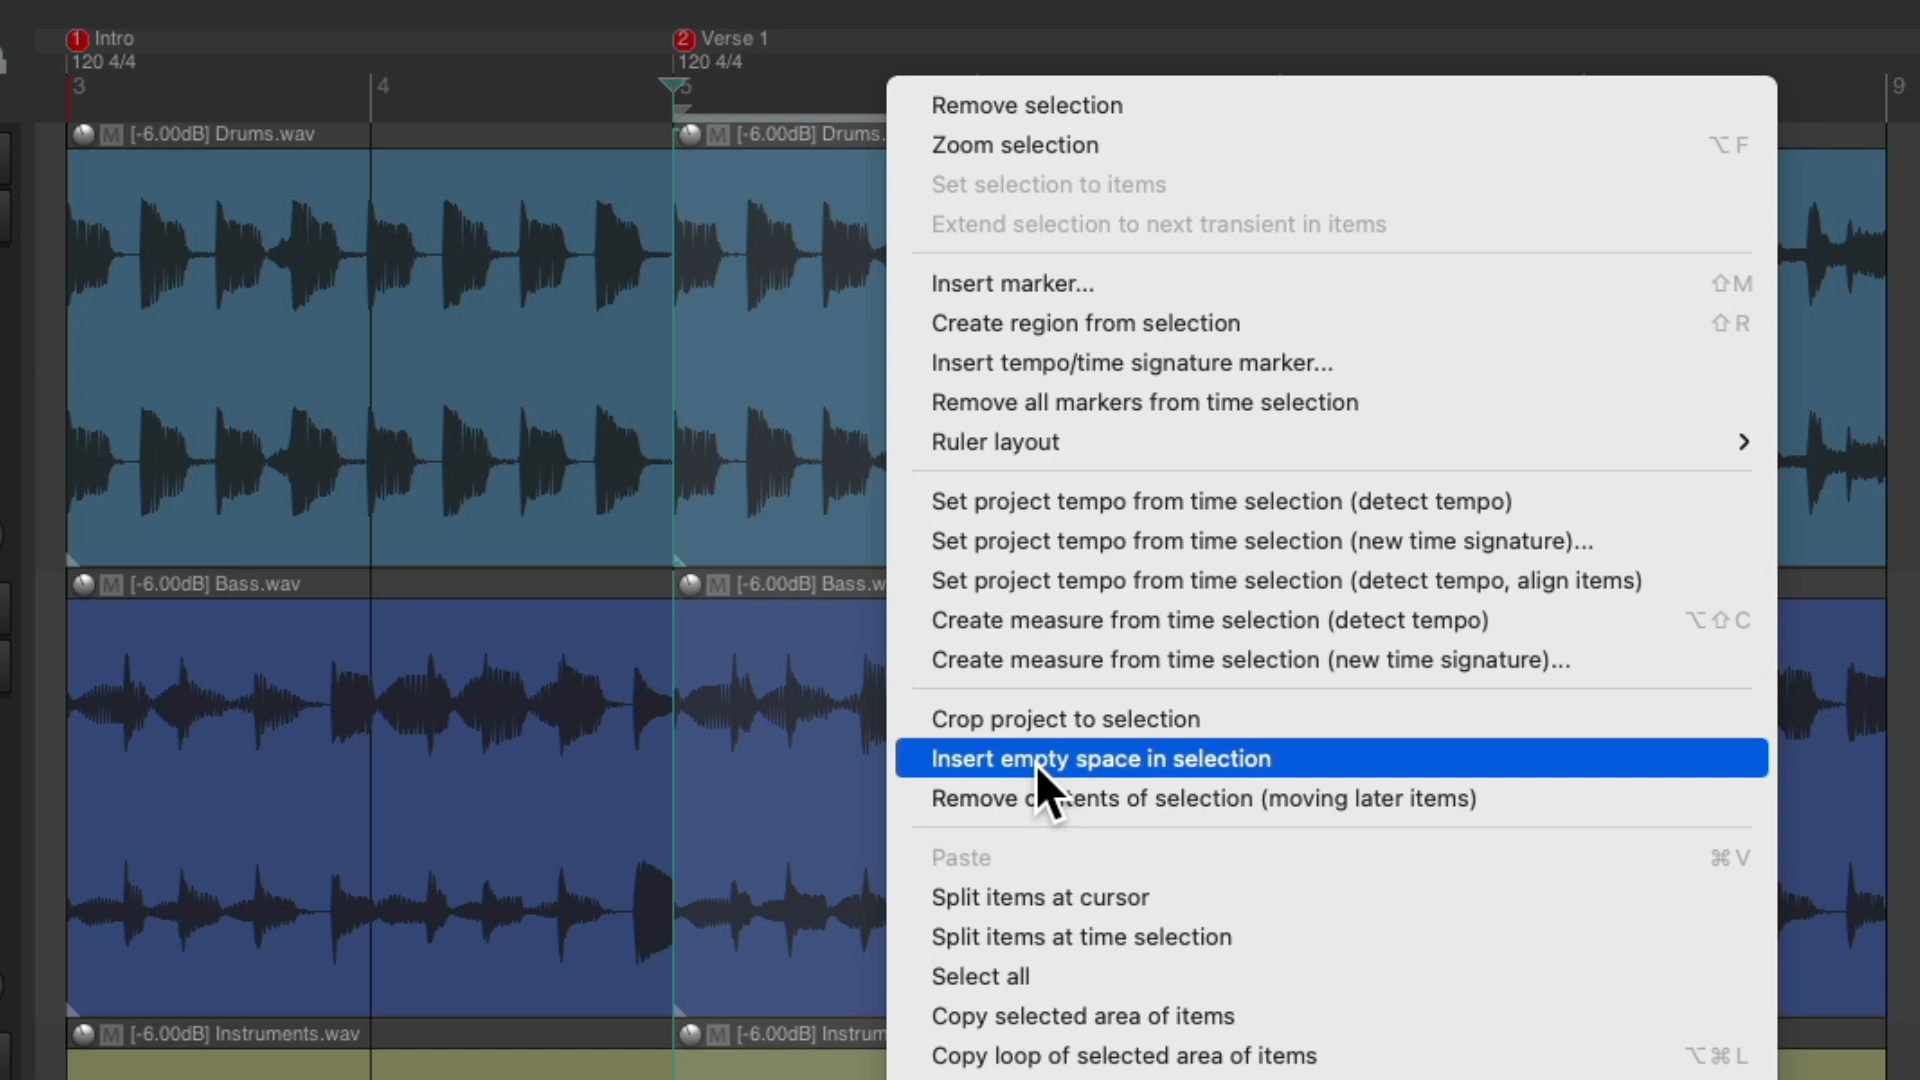 1 Intro
2 Verse 1
120 4/4
120 4/4
3
4
5
9
M [-6.00dB] Drums.wav
M [-6.00dB] Drums.
Remove selection
Zoom selection ⌥F
Set selection to items
Extend selection to next transient in items
Insert marker... ⇧M
Create region from selection ⇧R
Insert tempo/time signature marker...
Remove all markers from time selection
Ruler layout
Set project tempo from time selection (detect tempo)
Set project tempo from time selection (new time signature)...
Set project tempo from time selection (detect tempo, align items)
Create measure from time selection (detect tempo) ⌥⇧C
Create measure from time selection (new time signature)...
Crop project to selection
Insert empty space in selection
Remove contents of selection (moving later items)
Paste ⌘V
Split items at cursor
Split items at time selection
Select all
Copy selected area of items
Copy loop of selected area of items ⌥⌘L
M [-6.00dB] Bass.wav
M [-6.00dB] Bass.w
M [-6.00dB] Instruments.wav
M [-6.00dB] Instrum